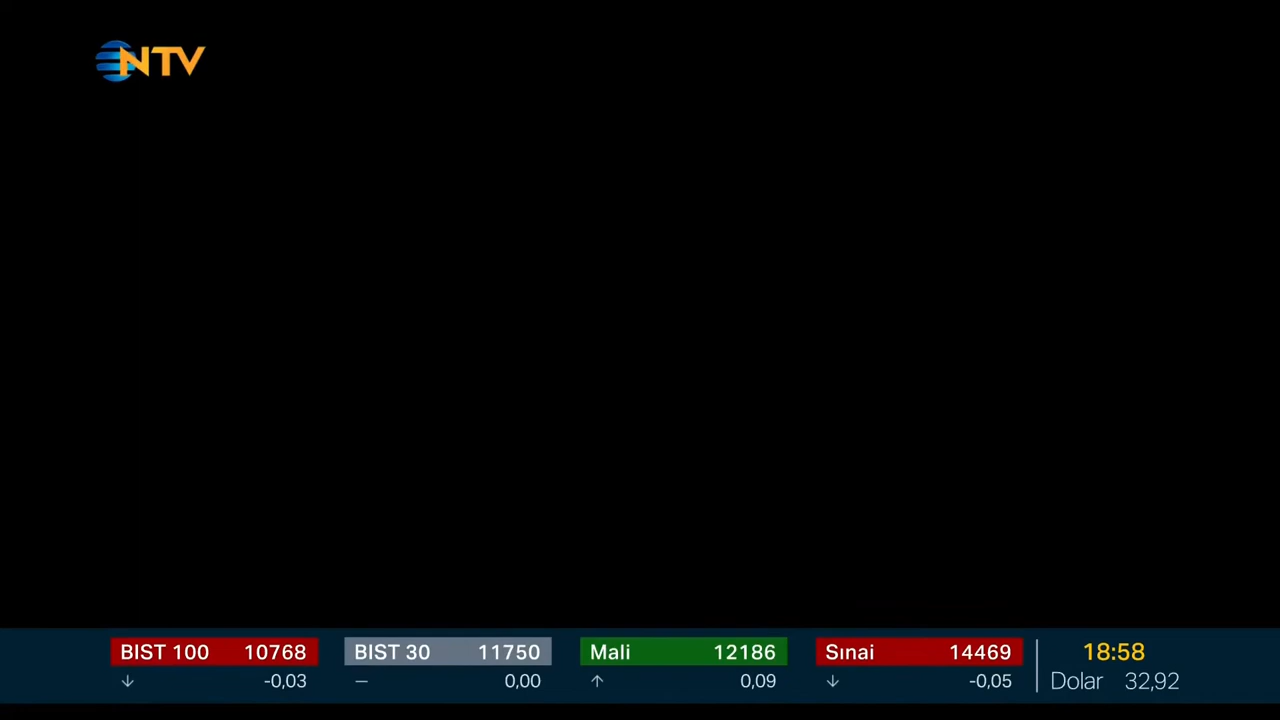 NTV
BIST 100 10768
↓ -0,03
BIST 30 11750
– 0,00
Mali 12186
↑ 0,09
Sınai 14469
↓ -0,05
18:58
Dolar 32,92